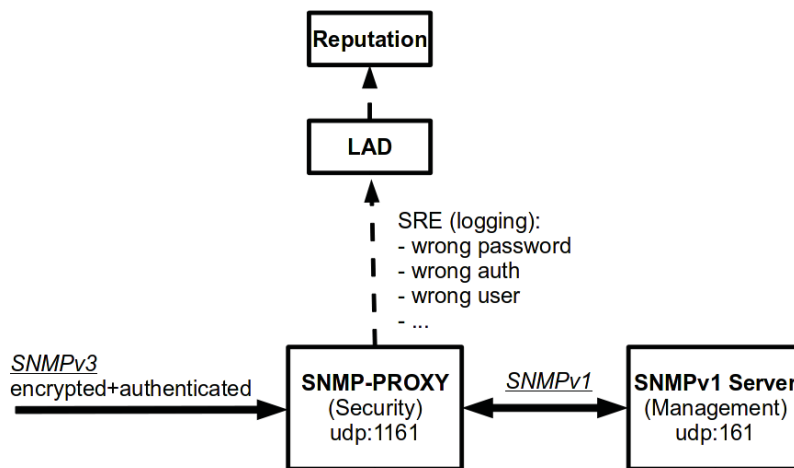 Reputation
LAD
SRE (logging):
- wrong password
- wrong auth
- wrong user
- ...
SNMPv3
encrypted+authenticated
SNMP-PROXY
(Security)
udp:1161
SNMPv1
SNMPv1 Server
(Management)
udp:161